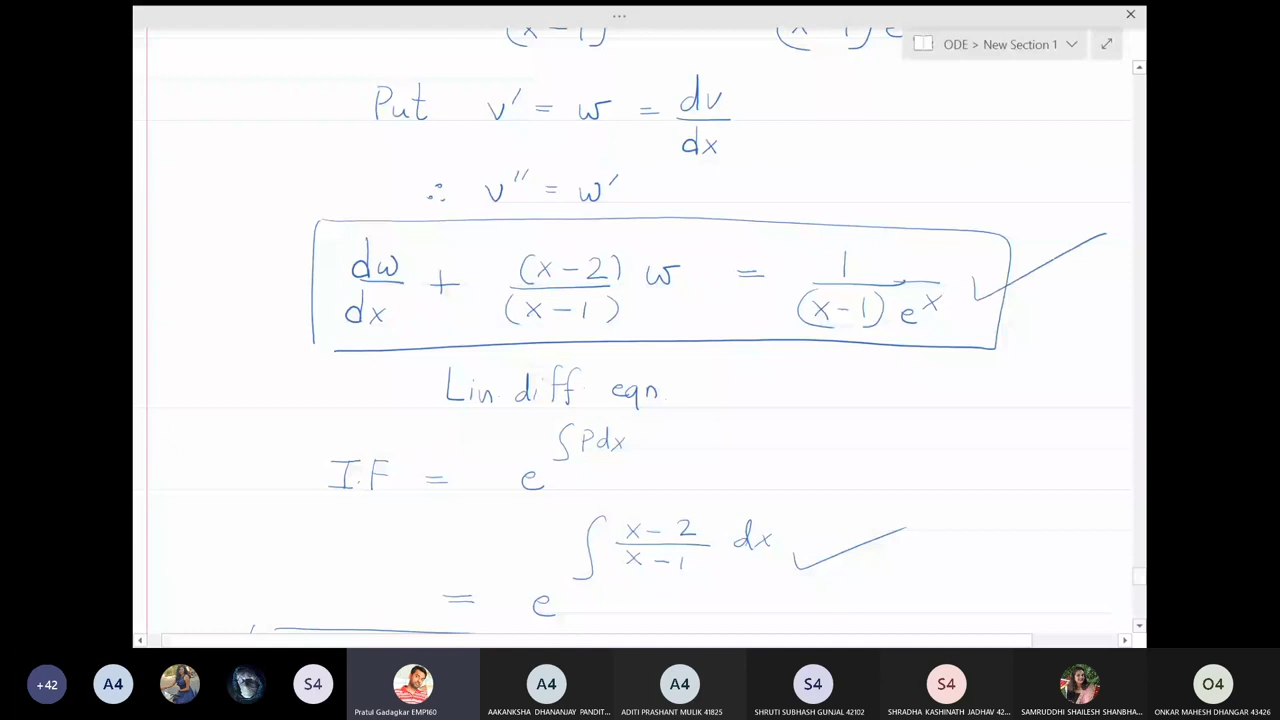 ODE > New Section 1
(x-1) (x-1) e
Put v' = w = dv/dx
∴ v'' = w'
dw/dx + (x-2)/(x-1) w = 1/((x-1) e^x)
Lin diff eqn.
I.F = e^∫Pdx
= e^∫ (x-2)/(x-1) dx
+42 A4 S4 A4 A4 S4 S4 O4
Pratul Gadagkar EMP160 AAKANKSHA DHANANJAY PANDIT... ADITI PRASHANT MULIK 41825 SHRUTI SUBHASH GUNJAL 42102 SHRADHA KASHINATH JADHAV 42... SAMRUDDHI SHAILESH SHANBHA... ONKAR MAHESH DHANGAR 43426